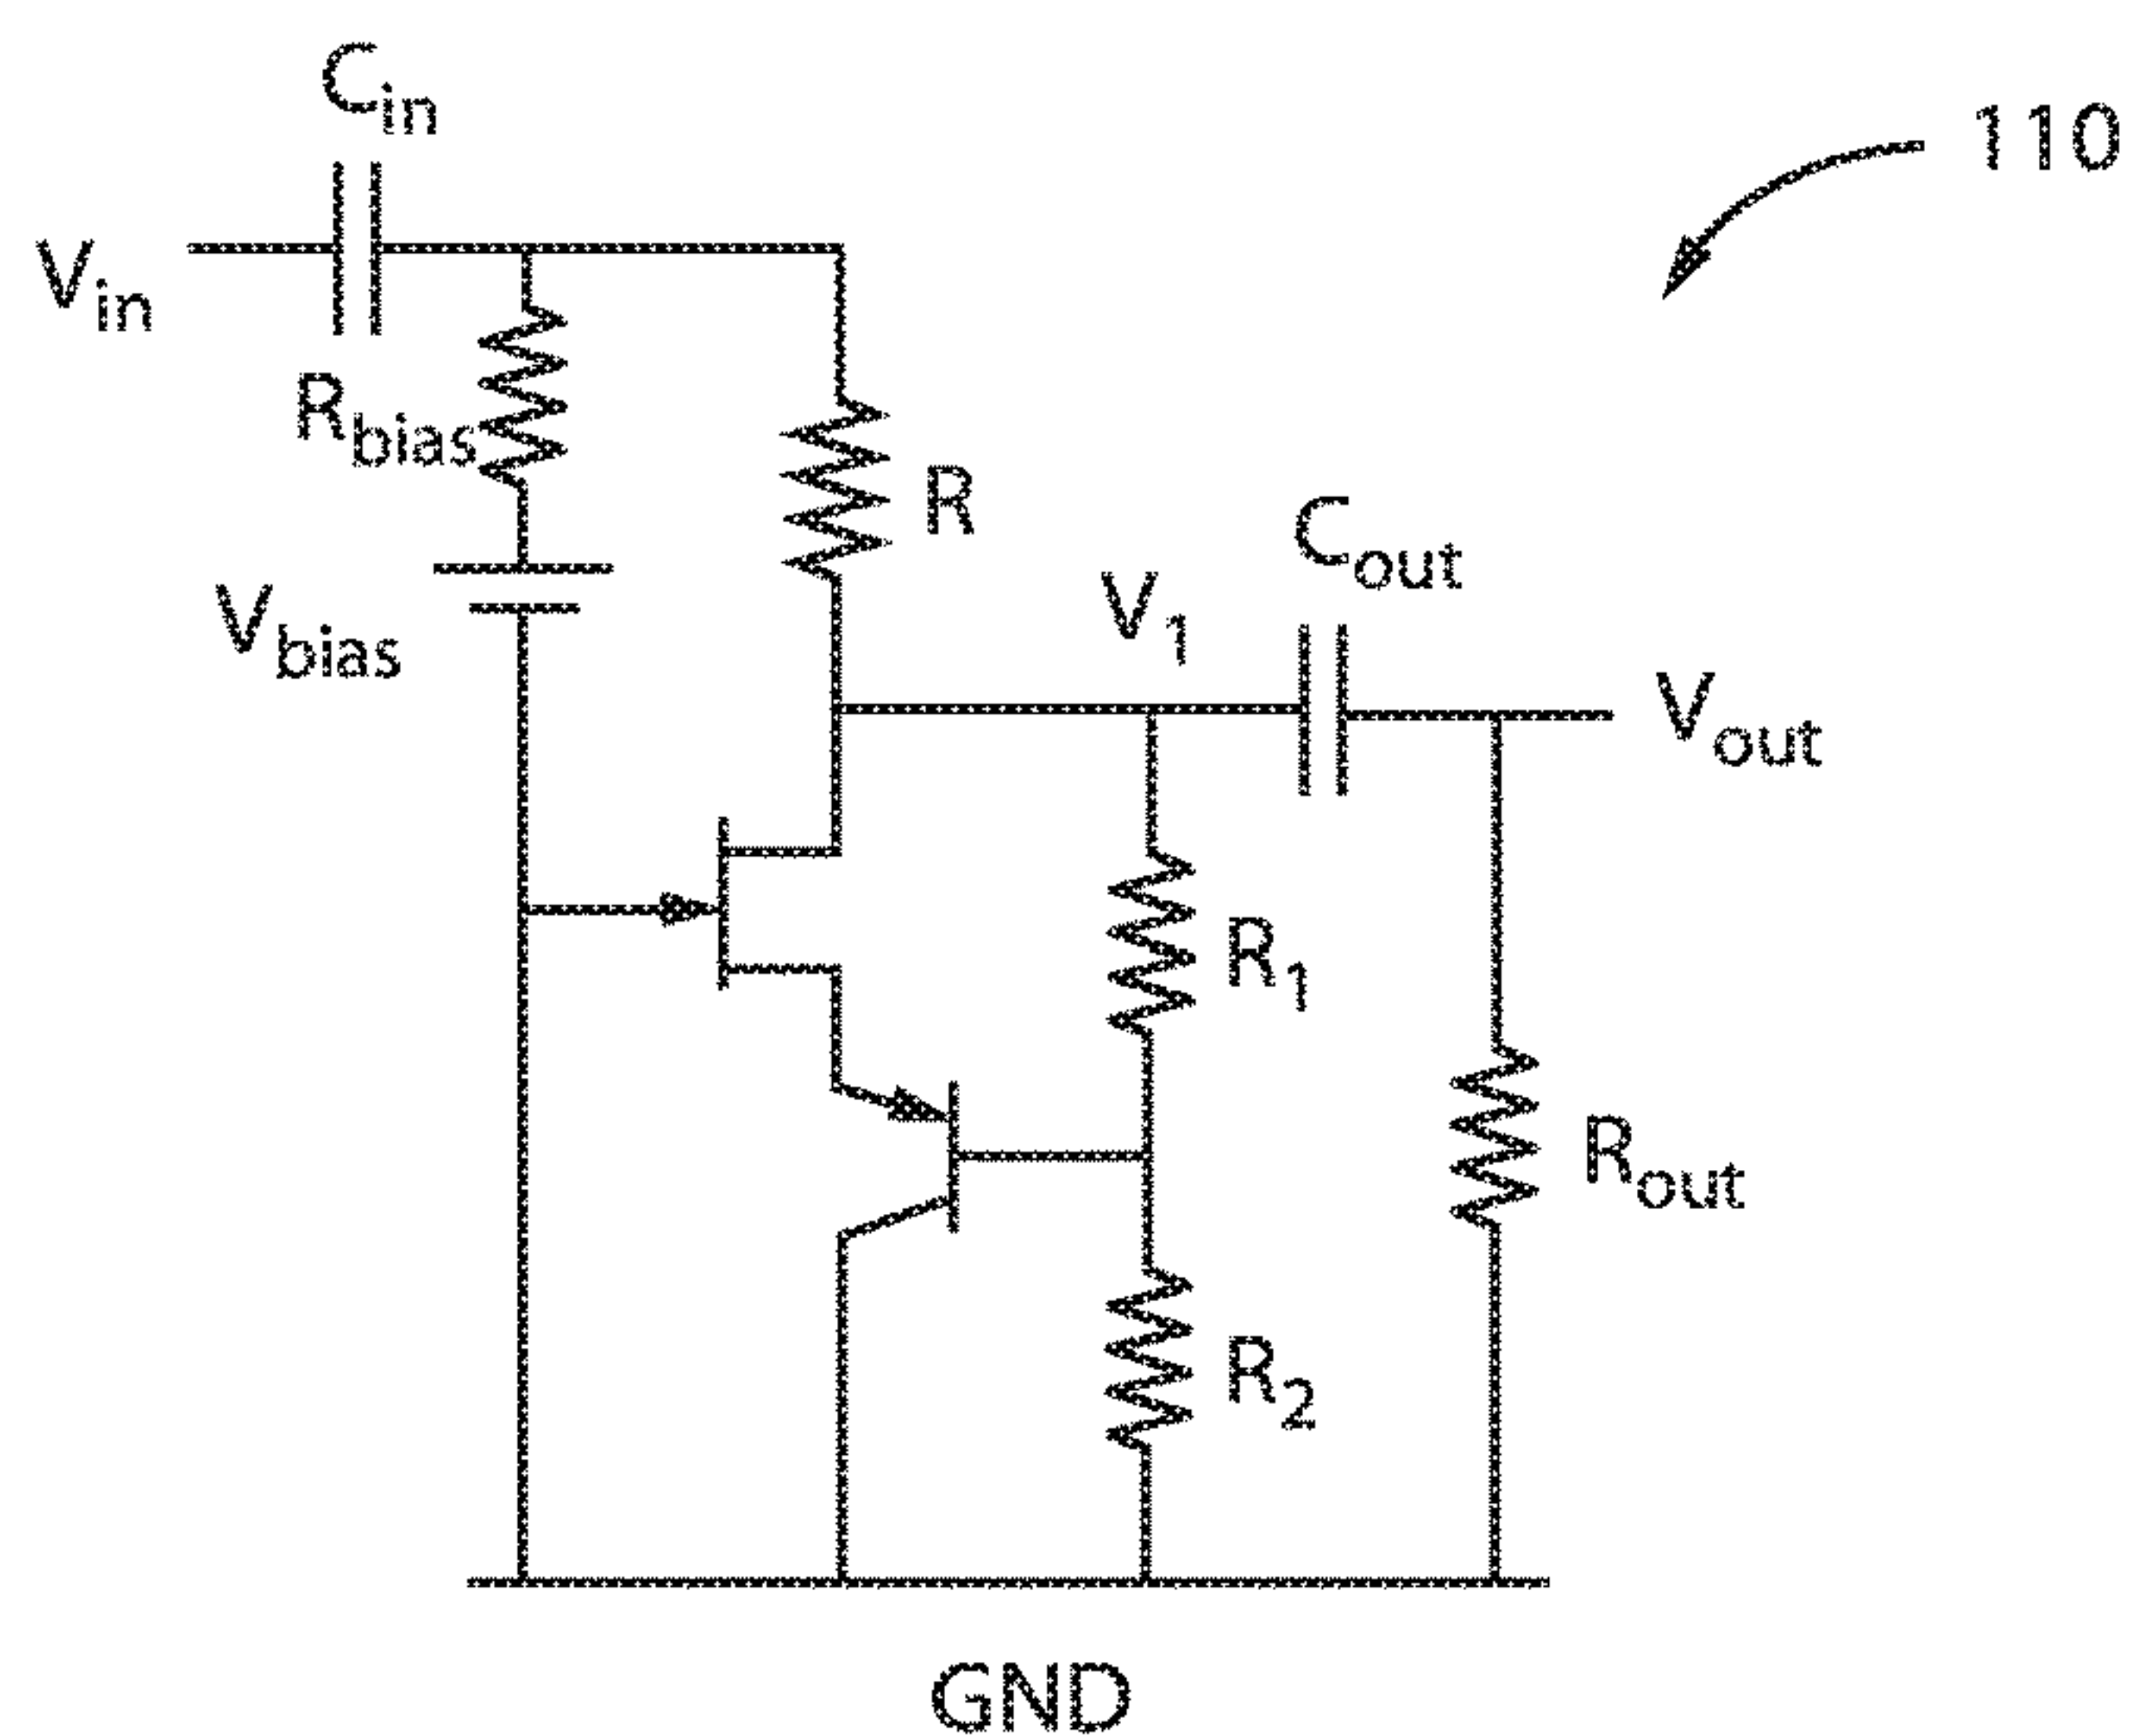 C_in
110
V_in
R_bias
R
C_out
V_bias
V_1
V_out
R_1
R_out
R_2
GND